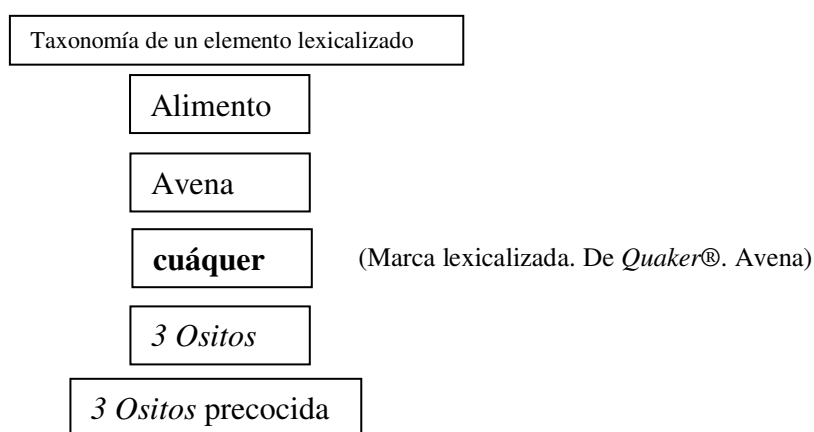 Taxonomía de un elemento lexicalizado
Alimento
Avena
cuáquer (Marca lexicalizada. De Quaker®. Avena)
3 Ositos
3 Ositos precocida